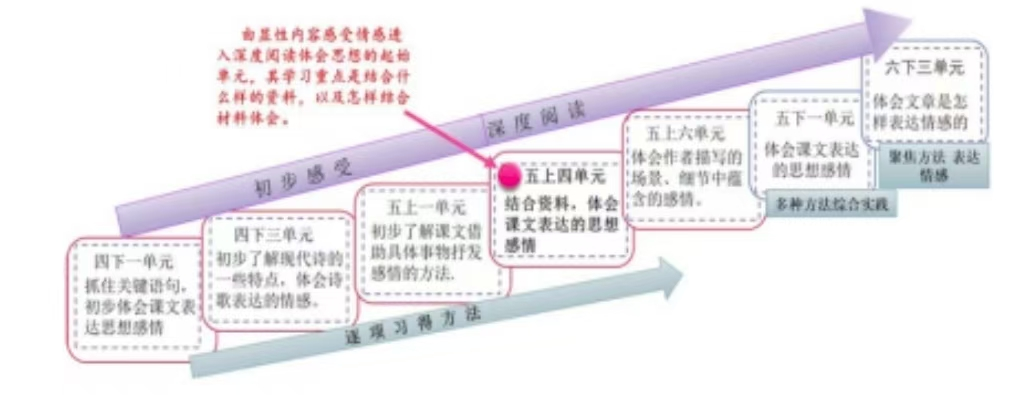 由显性内容感受情感进
入深度阅读体会思想的起始
单元，其学习重点是结合什
么样的资料，以及怎样结合
材料体会。
初步感受
深度阅读
四下一单元
抓住关键语句，
初步体会课文表
达思想感情
四下三单元
初步了解现代诗的
一些特点，体会诗
歌表达的情感。
五上一单元
初步了解课文借
助具体事物抒发
感情的方法.
五上四单元
结合资料，体会
课文表达的思想
感情
五上六单元
体会作者描写的
场景、细节中蕴
含的感情。
五下一单元
体会课文表达
的思想感情
多种方法综合实践
六下三单元
体会文章是怎
样表达情感的
聚焦方法 表达
情感
逐项习得方法